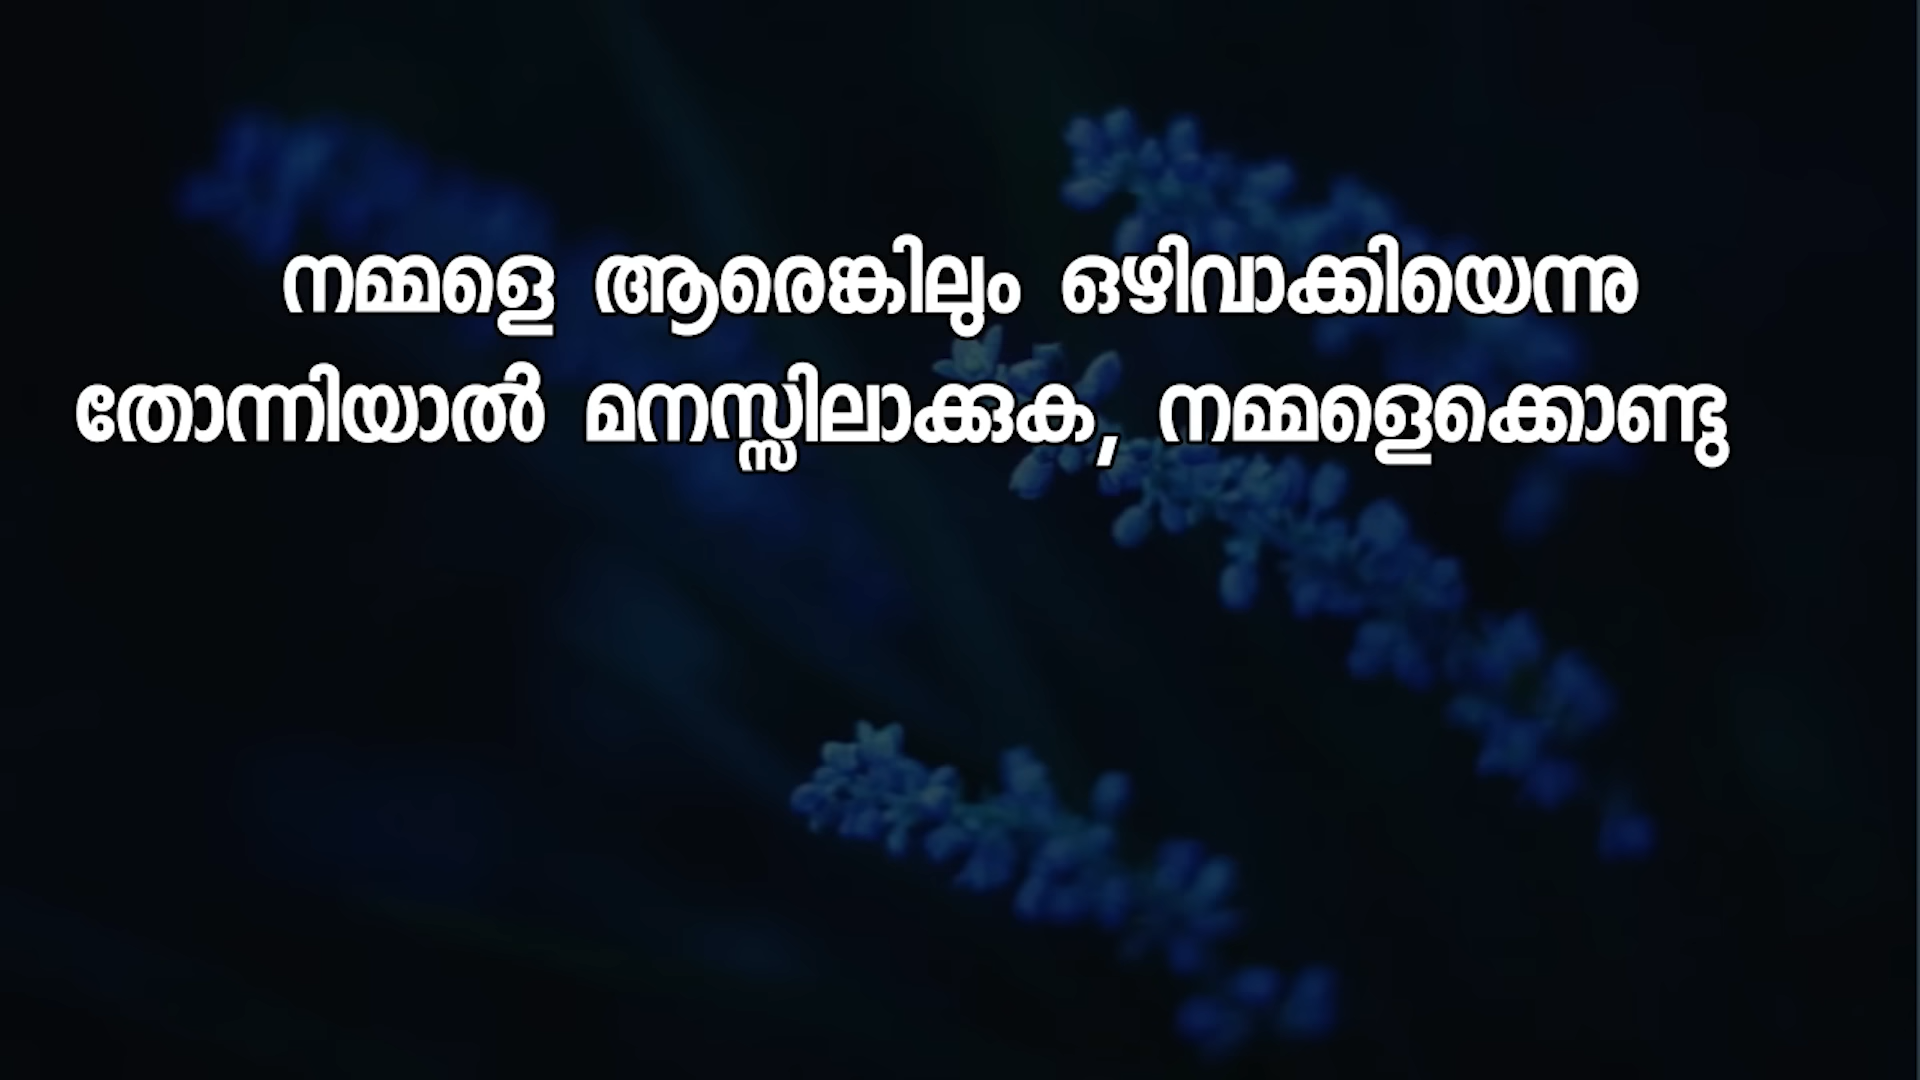 നമ്മളെ ആരെങ്കിലും ഒഴിവാക്കിയെന്നു
തോന്നിയാൽ മനസ്സിലാക്കുക, നമ്മളെക്കൊണ്ടു